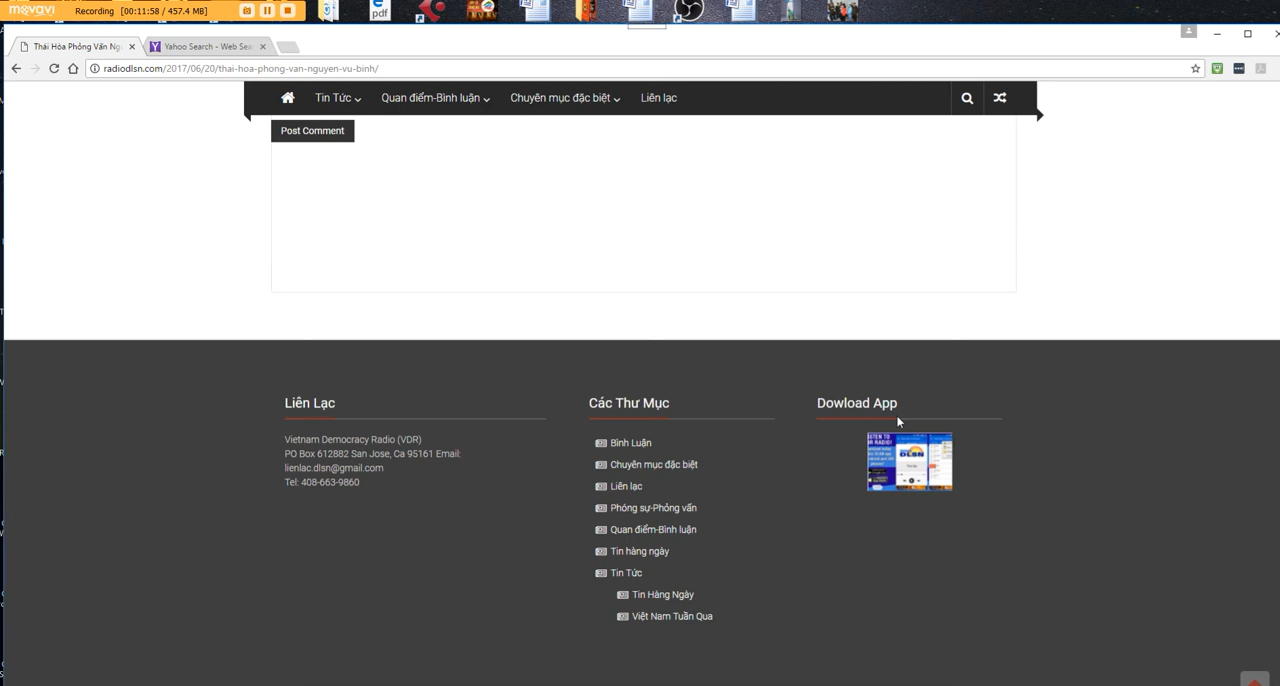 movavi Recording [00:11:58 / 457.4 MB]
pdf
Thái Hòa Phỏng Vấn Ng
Yahoo Search - Web Sea
radiodlsn.com/2017/06/20/thai-hoa-phong-van-nguyen-vu-binh/
Tin Tức Quan điểm-Bình luận Chuyên mục đặc biệt Liên lạc
Post Comment
Liên Lạc
Vietnam Democracy Radio (VDR)
PO Box 612882 San Jose, Ca 95161 Email:
lienlac.dlsn@gmail.com
Tel: 408-663-9860
Các Thư Mục
Bình Luận
Chuyên mục đặc biệt
Liên lạc
Phóng sự-Phỏng vấn
Quan điểm-Bình luận
Tin hàng ngày
Tin Tức
Tin Hàng Ngày
Việt Nam Tuần Qua
Dowload App
DLSN